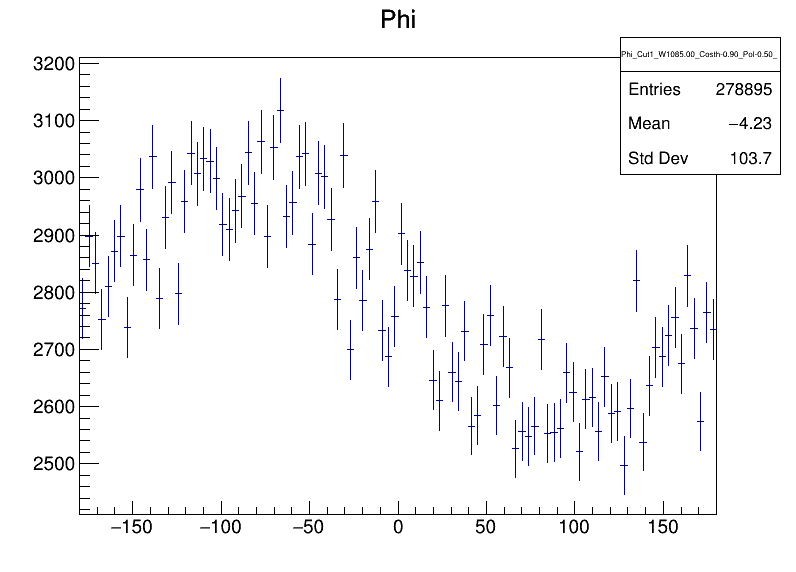 Phi
Phi_Cut1_W1085.00_Costh-0.90_Pol-0.50_
Entries 278895
Mean −4.23
Std Dev 103.7
3200
3100
3000
2900
2800
2700
2600
2500
−150 −100 −50 0 50 100 150